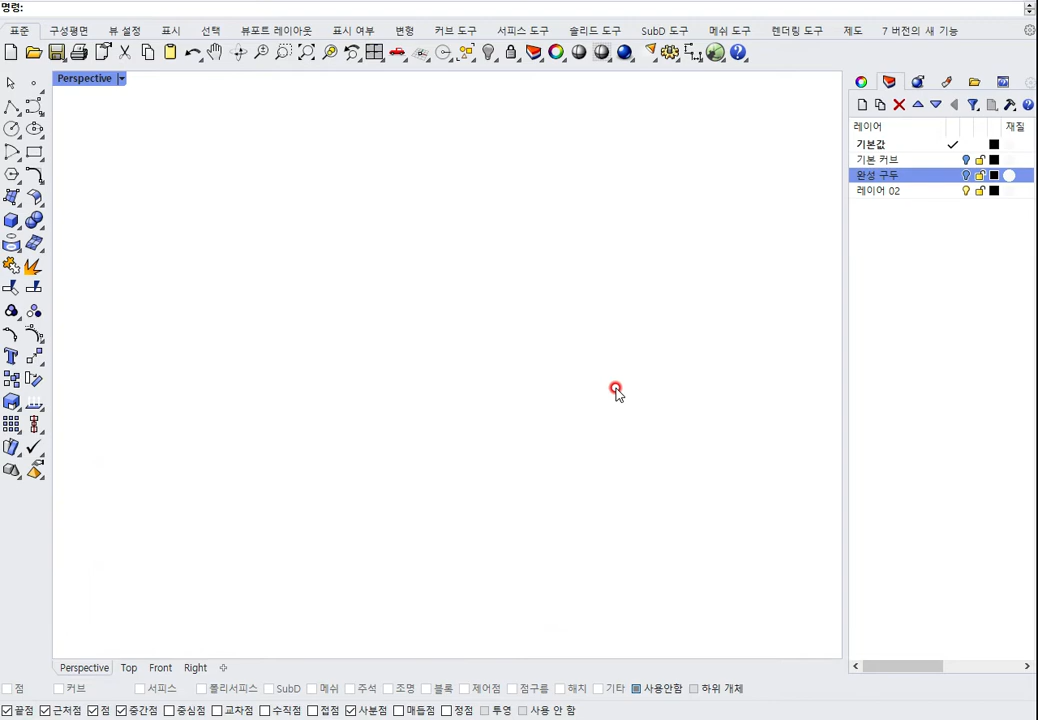 명령:
표준 구성평면 뷰 설정 표시 선택 뷰포트 레이아웃 표시 여부 변형 커브 도구 서피스 도구 솔리드 도구 SubD 도구 메쉬 도구 렌더링 도구 제도 7 버전의 새 기능
Perspective
레이어 재질
기본값
기본 커브
완성 구두
레이어 02
Perspective Top Front Right
점 커브 서피스 폴리서피스 SubD 메쉬 주석 조명 블록 제어점 점구름 해치 기타 사용안함 하위 개체
끝점 근처점 점 중간점 중심점 교차점 수직점 접점 사분점 매듭점 정점 투영 사용 안 함